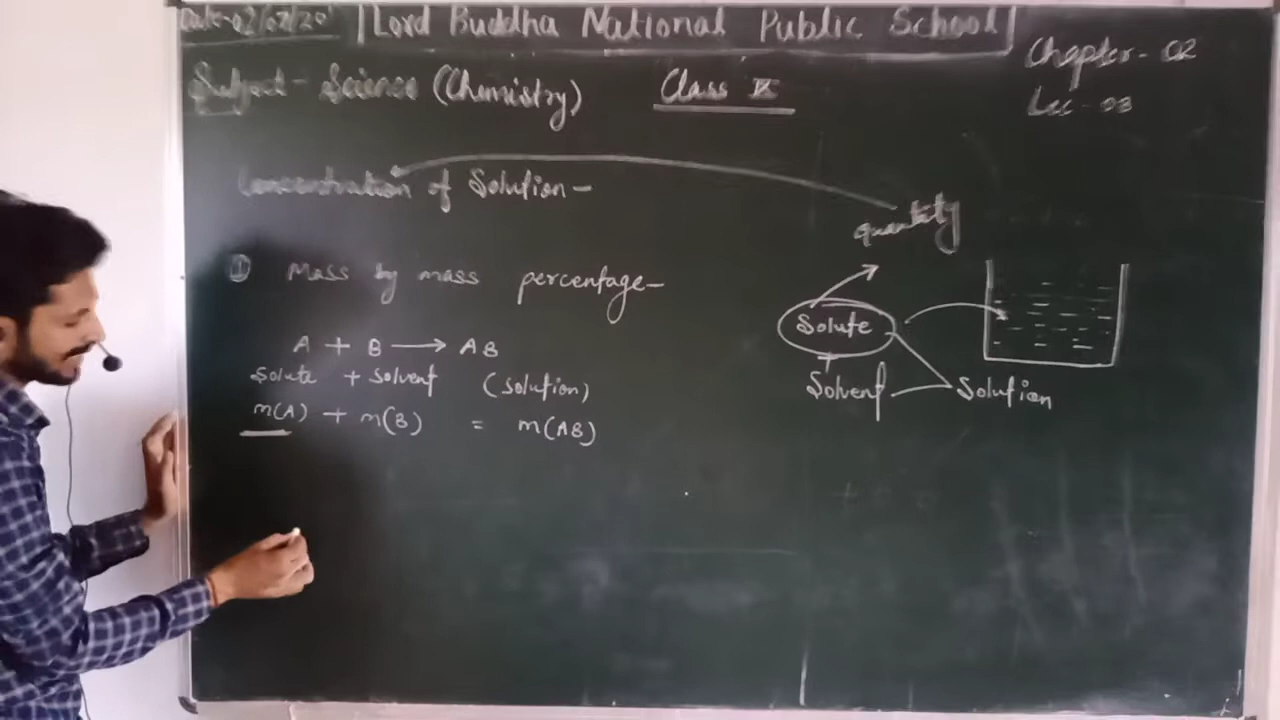 Date-02/07/20 Lord Buddha National Public School
Chapter-02
Subject-Science (Chemistry) Class IX
Lec-03
Concentration of Solution-
quantity
① Mass by mass percentage-
Solute
A + B → AB
Solute + Solvent (Solution)
Solvent Solution
m(A) + m(B) = m(AB)